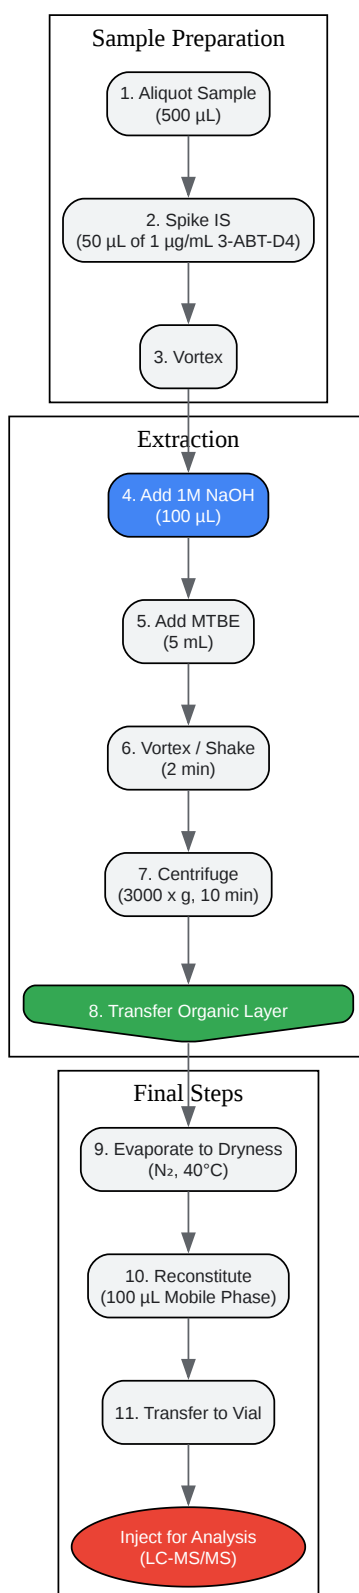 Sample Preparation
1. Aliquot Sample
(500 µL)
2. Spike IS
(50 µL of 1 µg/mL 3-ABT-D4)
3. Vortex
Extraction
4. Add 1M NaOH
(100 µL)
5. Add MTBE
(5 mL)
6. Vortex / Shake
(2 min)
7. Centrifuge
(3000 x g, 10 min)
8. Transfer Organic Layer
Final Steps
9. Evaporate to Dryness
(N₂, 40°C)
10. Reconstitute
(100 µL Mobile Phase)
11. Transfer to Vial
Inject for Analysis
(LC-MS/MS)